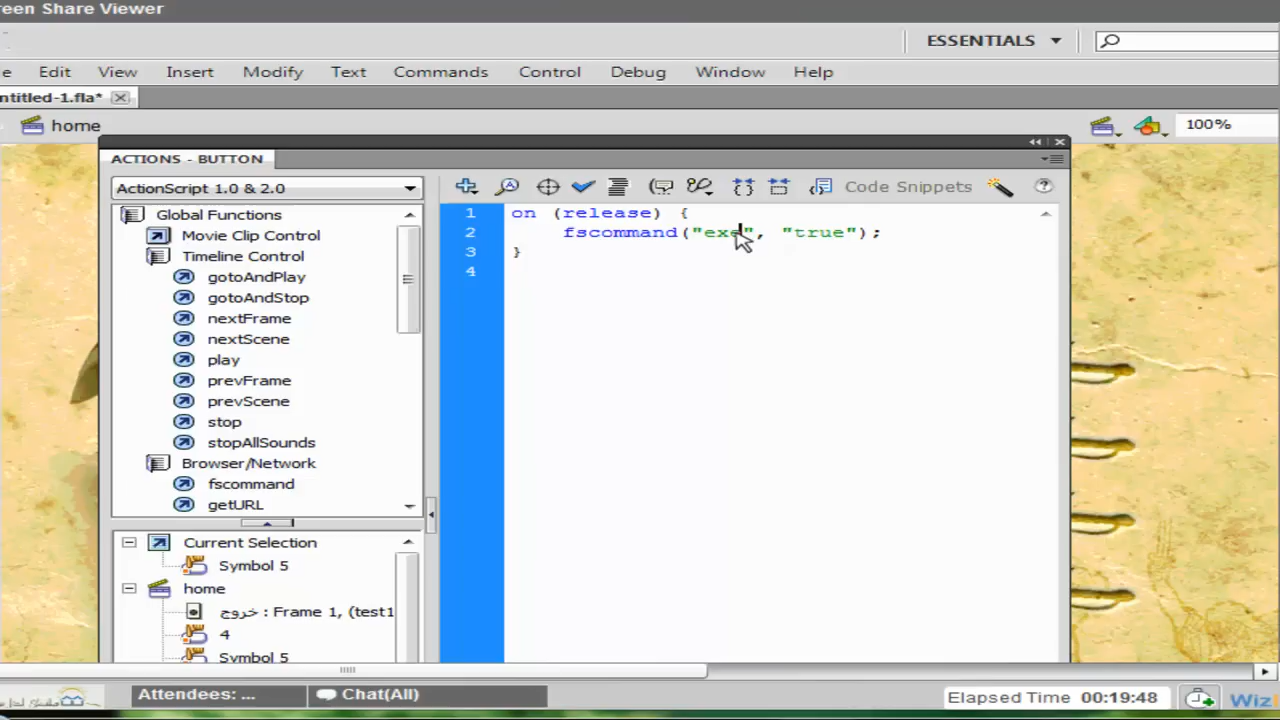 reen Share Viewer
ESSENTIALS
e Edit View Insert Modify Text Commands Control Debug Window Help
ntitled-1.fla*
home
100%
ACTIONS - BUTTON
ActionScript 1.0 & 2.0
Code Snippets
Global Functions
Movie Clip Control
Timeline Control
gotoAndPlay
gotoAndStop
nextFrame
nextScene
play
prevFrame
prevScene
stop
stopAllSounds
Browser/Network
fscommand
getURL
1 on (release) {
2 fscommand("exe", "true");
3 }
4
Current Selection
Symbol 5
home
خروج : Frame 1, (test1
4
Symbol 5
Attendees: ...
Chat(All)
Elapsed Time 00:19:48
Wiz